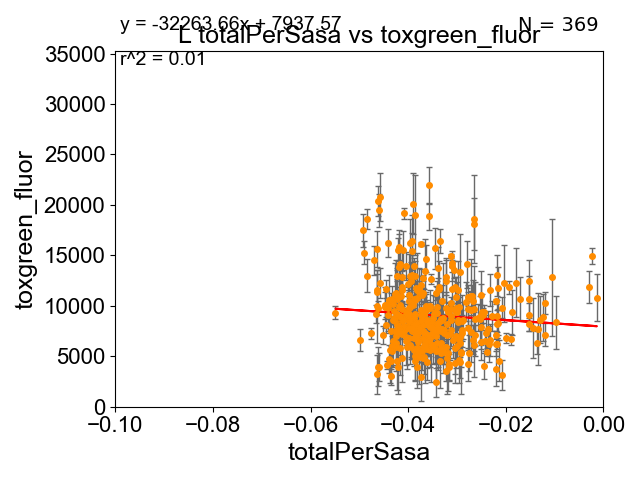 y = -32263.66x + 7937.57
N = 369
L totalPerSasa vs toxgreen_fluor
r^2 = 0.01
35000
30000
25000
20000
15000
10000
5000
0
toxgreen_fluor
−0.10 −0.08 −0.06 −0.04 −0.02 0.00
totalPerSasa